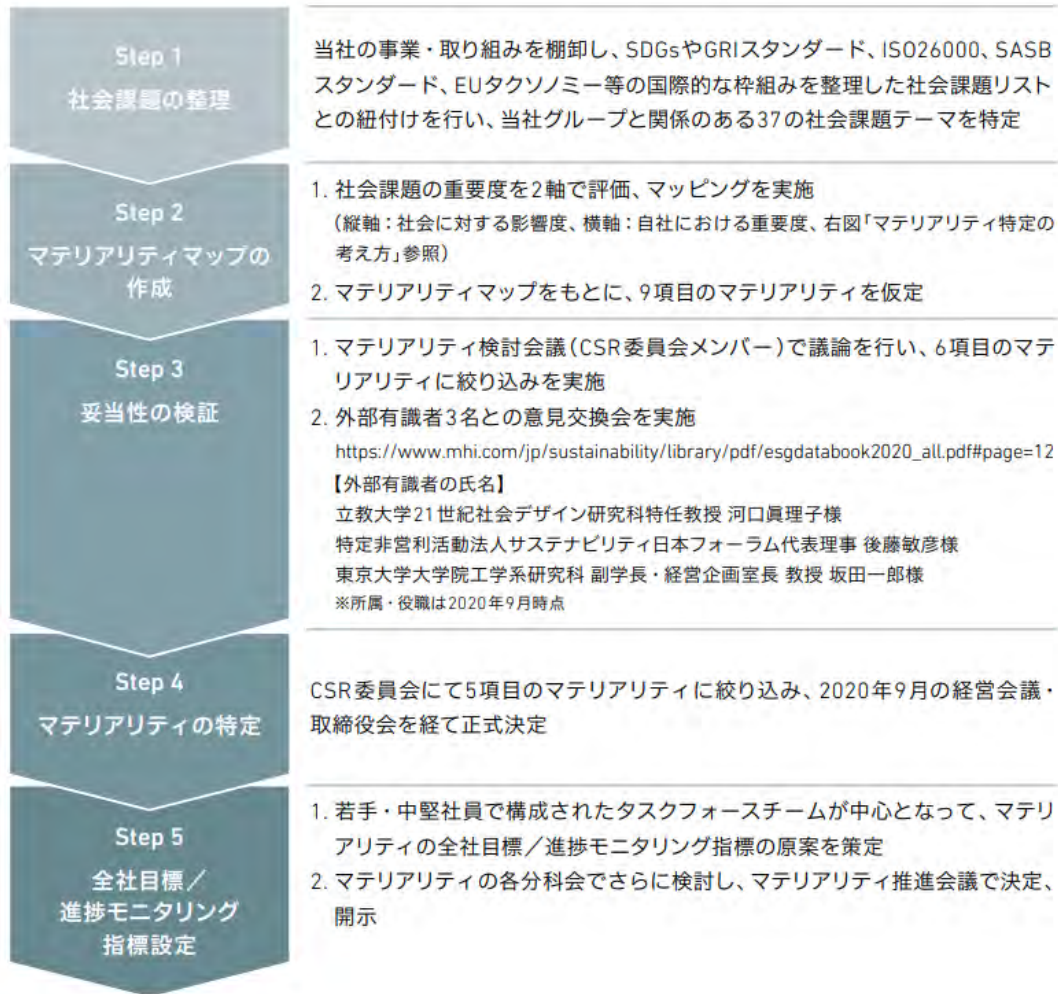 Step 1
社会課題の整理
当社の事業・取り組みを棚卸し、SDGsやGRIスタンダード、ISO26000、SASB
スタンダード、EUタクソノミー等の国際的な枠組みを整理した社会課題リスト
との紐付けを行い、当社グループと関係のある37の社会課題テーマを特定
Step 2
マテリアリティマップの
作成
1. 社会課題の重要度を2軸で評価、マッピングを実施
（縦軸：社会に対する影響度、横軸：自社における重要度、右図「マテリアリティ特定の
考え方」参照）
2. マテリアリティマップをもとに、9項目のマテリアリティを仮定
Step 3
妥当性の検証
1. マテリアリティ検討会議（CSR委員会メンバー）で議論を行い、6項目のマテ
リアリティに絞り込みを実施
2. 外部有識者3名との意見交換会を実施
https://www.mhi.com/jp/sustainability/library/pdf/esgdatabook2020_all.pdf#page=12
【外部有識者の氏名】
立教大学21世紀社会デザイン研究科特任教授 河口眞理子様
特定非営利活動法人サステナビリティ日本フォーラム代表理事 後藤敏彦様
東京大学大学院工学系研究科 副学長・経営企画室長 教授 坂田一郎様
※所属・役職は2020年9月時点
Step 4
マテリアリティの特定
CSR委員会にて5項目のマテリアリティに絞り込み、2020年9月の経営会議・
取締役会を経て正式決定
Step 5
全社目標／
進捗モニタリング
指標設定
1. 若手・中堅社員で構成されたタスクフォースチームが中心となって、マテリ
アリティの全社目標／進捗モニタリング指標の原案を策定
2. マテリアリティの各分科会でさらに検討し、マテリアリティ推進会議で決定、
開示